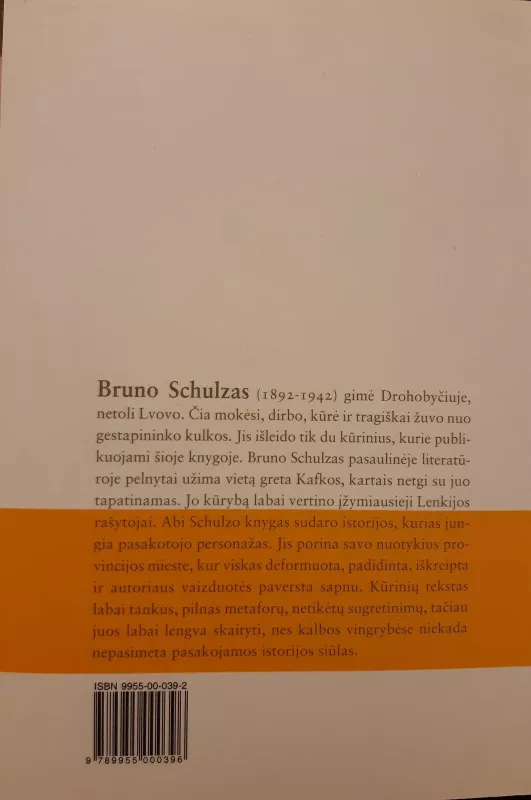 Bruno Schulzas (1892-1942) gimė Drohobyčiuje,
netoli Lvovo. Čia mokėsi, dirbo, kūrė ir tragiškai žuvo nuo
gestapininko kulkos. Jis išleido tik du kūrinius, kurie publi-
kuojami šioje knygoje. Bruno Schulzas pasaulinėje literatū-
roje pelnytai užima vietą greta Kafkos, kartais netgi su juo
tapatinamas. Jo kūrybą labai vertino įžymiausieji Lenkijos
rašytojai. Abi Schulzo knygas sudaro istorijos, kurias jun-
gia pasakotojo personažas. Jis porina savo nuotykius pro-
vincijos mieste, kur viskas deformuota, padidinta, iškreipta
ir autoriaus vaizduotės paversta sapnu. Kūrinių tekstas
labai tankus, pilnas metaforų, netikėtų sugretinimų, tačiau
juos labai lengva skaityti, nes kalbos vingrybėse niekada
nepasimeta pasakojamos istorijos siūlas.
ISBN 9955-00-039-2
9 789955 000396